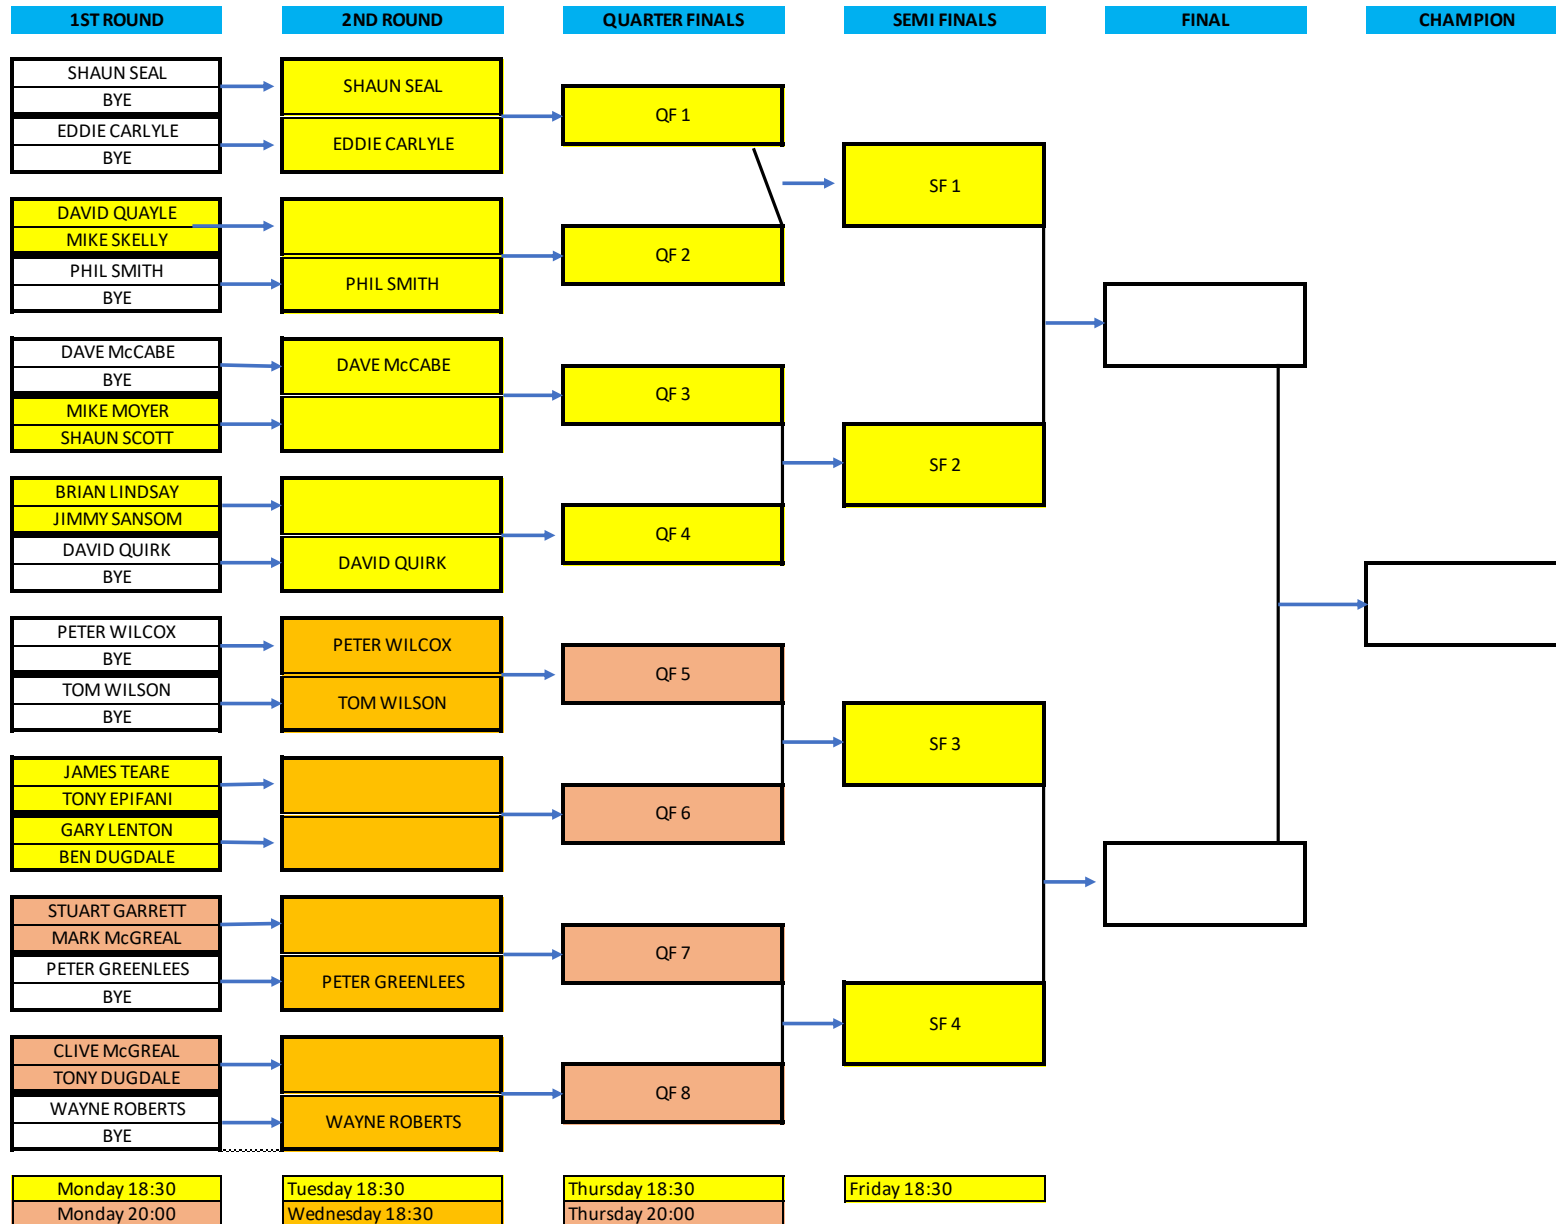 1ST ROUND
2ND ROUND
QUARTER FINALS
SEMI FINALS
FINAL
CHAMPION
SHAUN SEAL
BYE
EDDIE CARLYLE
BYE
DAVID QUAYLE
MIKE SKELLY
PHIL SMITH
BYE
DAVE McCABE
BYE
MIKE MOYER
SHAUN SCOTT
BRIAN LINDSAY
JIMMY SANSOM
DAVID QUIRK
BYE
PETER WILCOX
BYE
TOM WILSON
BYE
JAMES TEARE
TONY EPIFANI
GARY LENTON
BEN DUGDALE
STUART GARRETT
MARK McGREAL
PETER GREENLEES
BYE
CLIVE McGREAL
TONY DUGDALE
WAYNE ROBERTS
BYE
Monday 18:30
Monday 20:00
SHAUN SEAL
EDDIE CARLYLE
PHIL SMITH
DAVE McCABE
DAVID QUIRK
PETER WILCOX
TOM WILSON
PETER GREENLEES
WAYNE ROBERTS
Tuesday 18:30
Wednesday 18:30
QF 1
QF 2
QF 3
QF 4
QF 5
QF 6
QF 7
QF 8
Thursday 18:30
Thursday 20:00
SF 1
SF 2
SF 3
SF 4
Friday 18:30